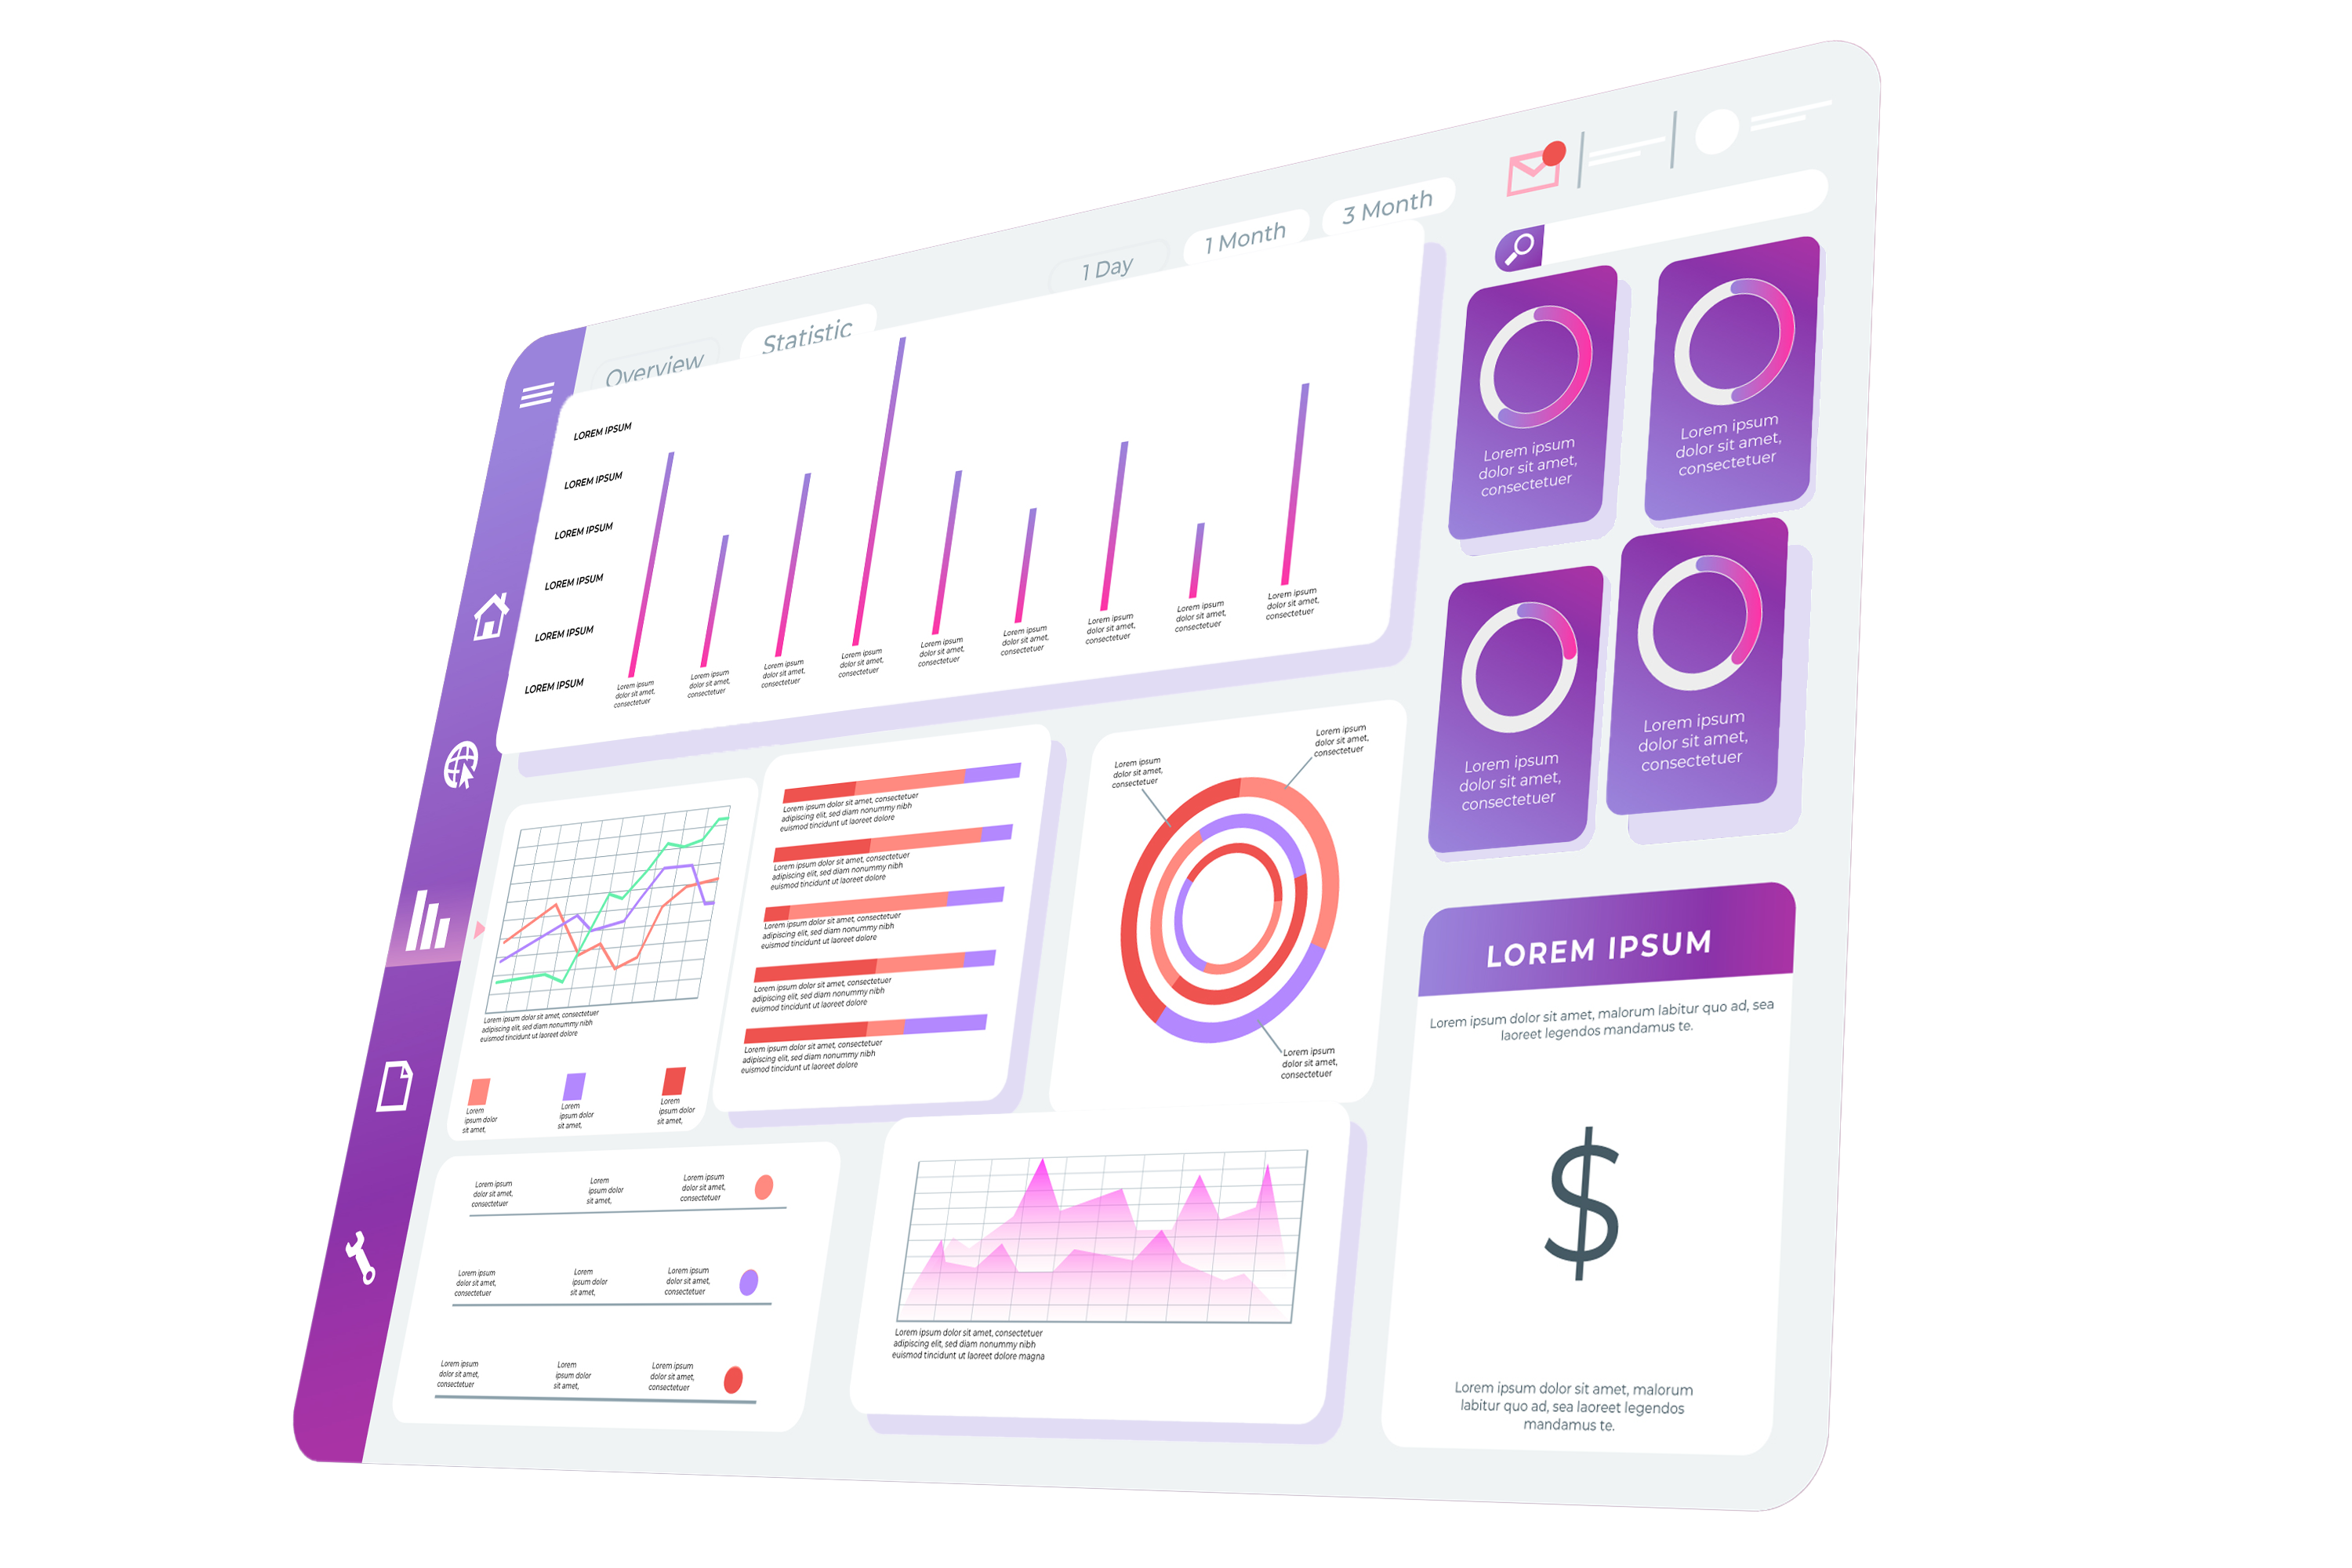 Overview
Statistic
1 Day
1 Month
3 Month
LOREM IPSUM
LOREM IPSUM
LOREM IPSUM
LOREM IPSUM
LOREM IPSUM
LOREM IPSUM
Lorem ipsum
dolor sit amet,
consectetuer
Lorem ipsum
dolor sit amet,
consectetuer
Lorem ipsum
dolor sit amet,
consectetuer
Lorem ipsum
dolor sit amet,
consectetuer
Lorem ipsum
dolor sit amet,
consectetuer
Lorem ipsum
dolor sit amet,
consectetuer
Lorem ipsum
dolor sit amet,
consectetuer
Lorem ipsum
dolor sit amet,
consectetuer
Lorem ipsum
dolor sit amet,
consectetuer
Lorem ipsum
dolor sit amet,
consectetuer
Lorem ipsum
dolor sit amet,
consectetuer
Lorem ipsum
dolor sit amet,
consectetuer
Lorem ipsum
dolor sit amet,
consectetuer
Lorem ipsum dolor sit amet, consectetuer
adipiscing elit, sed diam nonummy nibh
euismod tincidunt ut laoreet dolore
Lorem
ipsum dolor
sit amet,
Lorem
ipsum dolor
sit amet,
Lorem
ipsum dolor
sit amet,
Lorem ipsum dolor sit amet, consectetuer
adipiscing elit, sed diam nonummy nibh
euismod tincidunt ut laoreet dolore
Lorem ipsum dolor sit amet, consectetuer
adipiscing elit, sed diam nonummy nibh
euismod tincidunt ut laoreet dolore
Lorem ipsum dolor sit amet, consectetuer
adipiscing elit, sed diam nonummy nibh
euismod tincidunt ut laoreet dolore
Lorem ipsum dolor sit amet, consectetuer
adipiscing elit, sed diam nonummy nibh
euismod tincidunt ut laoreet dolore
Lorem ipsum dolor sit amet, consectetuer
adipiscing elit, sed diam nonummy nibh
euismod tincidunt ut laoreet dolore
Lorem ipsum
dolor sit amet,
consectetuer
Lorem ipsum
dolor sit amet,
consectetuer
Lorem ipsum
dolor sit amet,
consectetuer
LOREM IPSUM
Lorem ipsum dolor sit amet, malorum labitur quo ad, sea
laoreet legendos mandamus te.
$
Lorem ipsum dolor sit amet, malorum
labitur quo ad, sea laoreet legendos
mandamus te.
Lorem ipsum
dolor sit amet,
consectetuer
Lorem
ipsum dolor
sit amet,
Lorem ipsum
dolor sit amet,
consectetuer
Lorem ipsum
dolor sit amet,
consectetuer
Lorem
ipsum dolor
sit amet,
Lorem ipsum
dolor sit amet,
consectetuer
Lorem ipsum
dolor sit amet,
consectetuer
Lorem
ipsum dolor
sit amet,
Lorem ipsum
dolor sit amet,
consectetuer
Lorem ipsum dolor sit amet, consectetuer
adipiscing elit, sed diam nonummy nibh
euismod tincidunt ut laoreet dolore magna